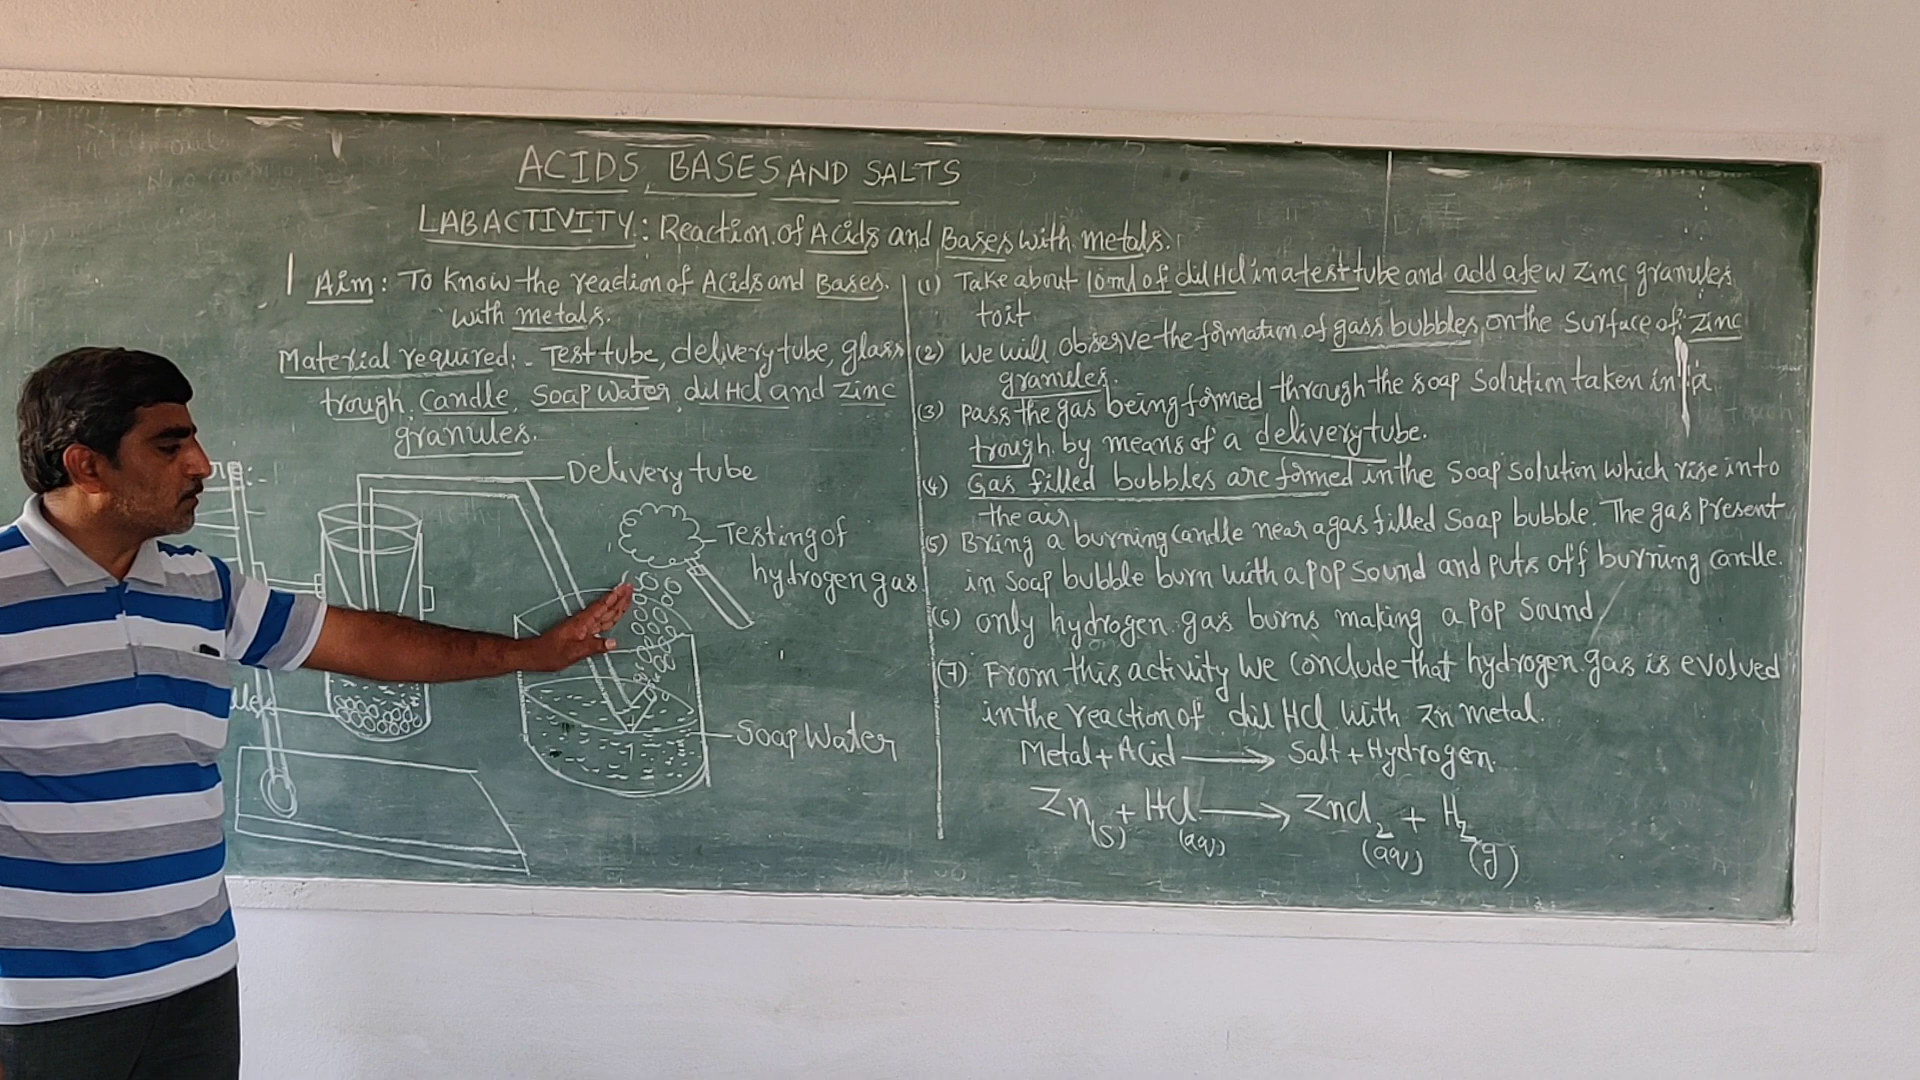 ACIDS, BASES AND SALTS
LAB ACTIVITY: Reaction of Acids and Bases with metals.
Aim: To know the reaction of Acids and Bases.
with metals.
Material required:- Test tube, delivery tube, glass
trough, Candle, Soap Water, dil Hcl and Zinc
granules.
Delivery tube
Testing of
hydrogen gas
Soap Water
(1) Take about 10ml of dil Hcl in a test tube and add a few Zinc granules
to it.
(2) We will observe the formation of gass bubbles, on the surface of Zinc
granules.
(3) Pass the gas being formed through the soap solution taken in a
trough by means of a delivery tube.
(4) Gas filled bubbles are formed in the Soap solution which rise into
the air,
(5) Bring a burning candle near a gas filled Soap bubble. The gas present
in soap bubble burn with a POP sound and puts off burning candle.
(6) only hydrogen gas burns making a POP Sound
(7) From this activity we conclude that hydrogen gas is evolved
in the reaction of dil Hcl with Zn metal.
Metal + Acid ⟶ Salt + Hydrogen.
Zn(s) + Hcl(aq) ⟶ Zncl₂(aq) + H₂(g)